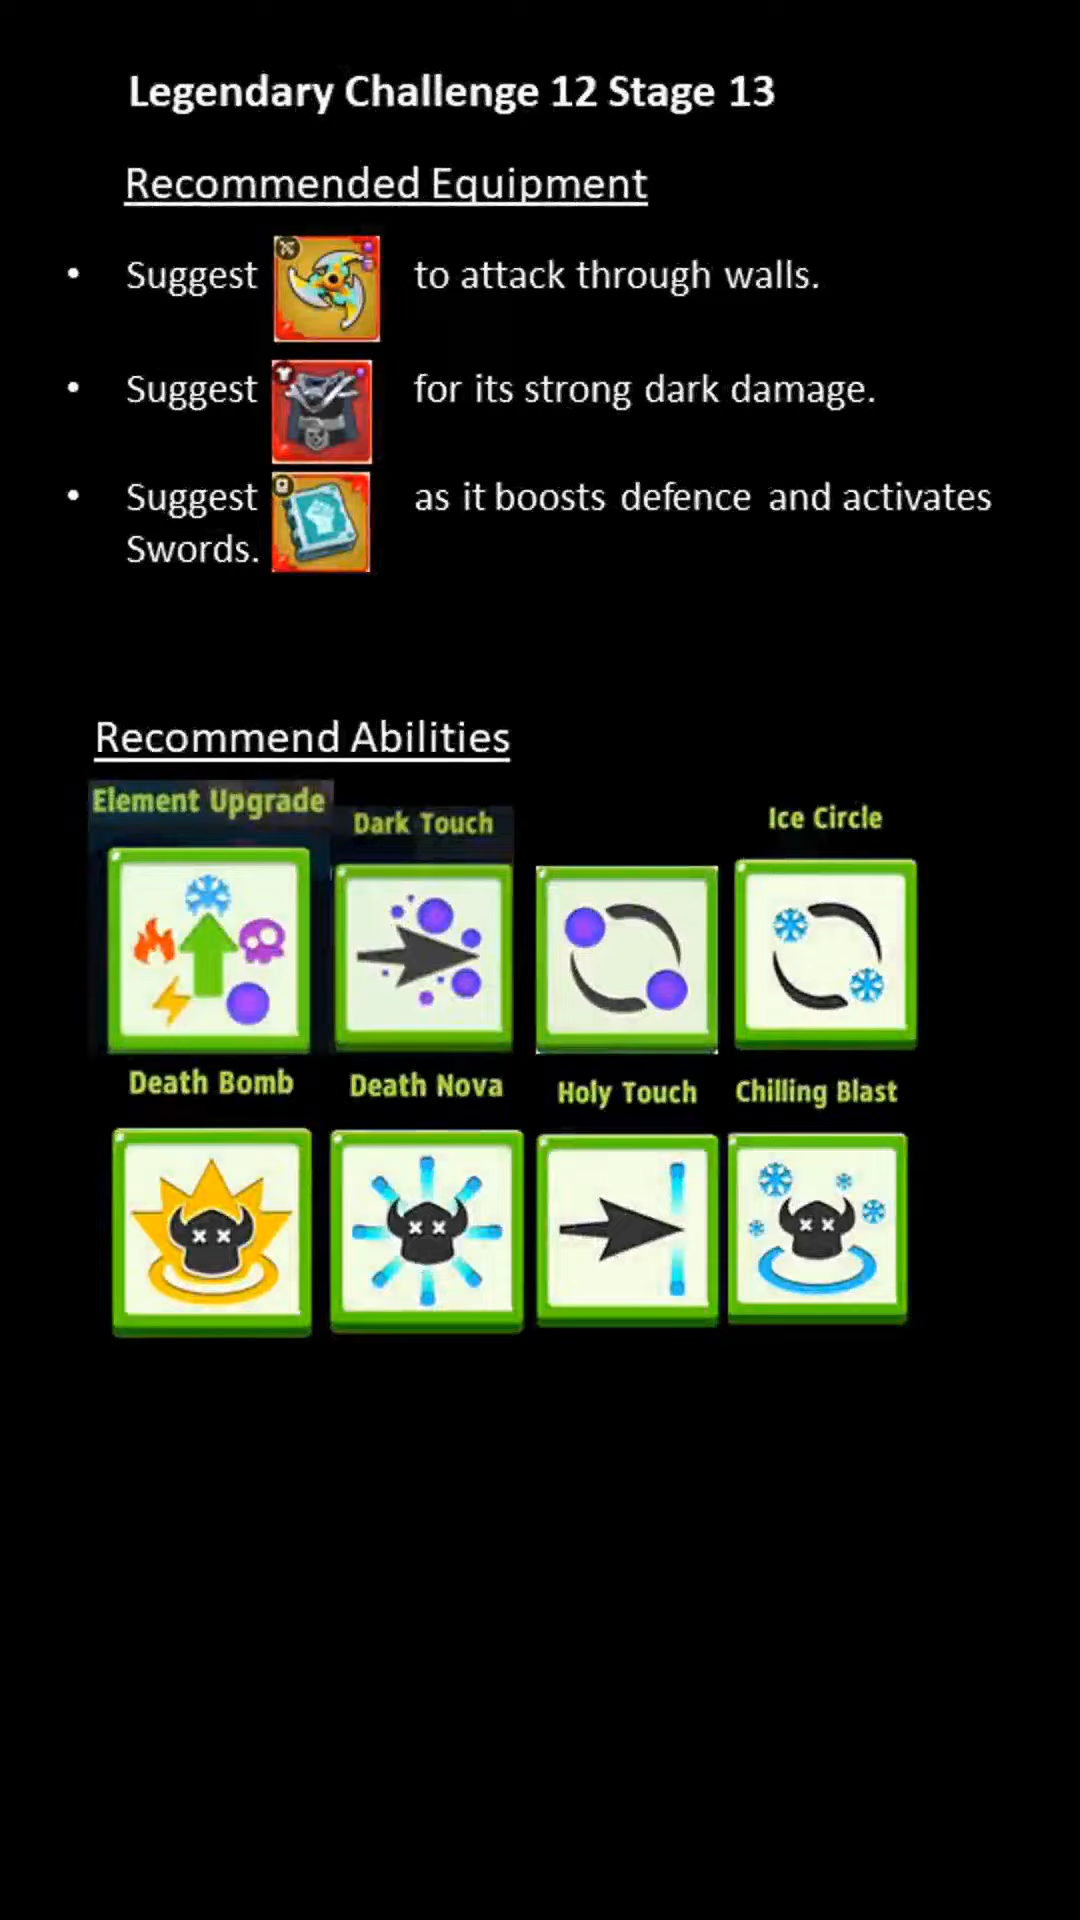 Legendary Challenge 12 Stage 13
Recommended Equipment
• Suggest to attack through walls.
• Suggest for its strong dark damage.
• Suggest as it boosts defence and activates
Swords.
Recommend Abilities
Element Upgrade
Dark Touch
Ice Circle
Death Bomb
Death Nova
Holy Touch
Chilling Blast